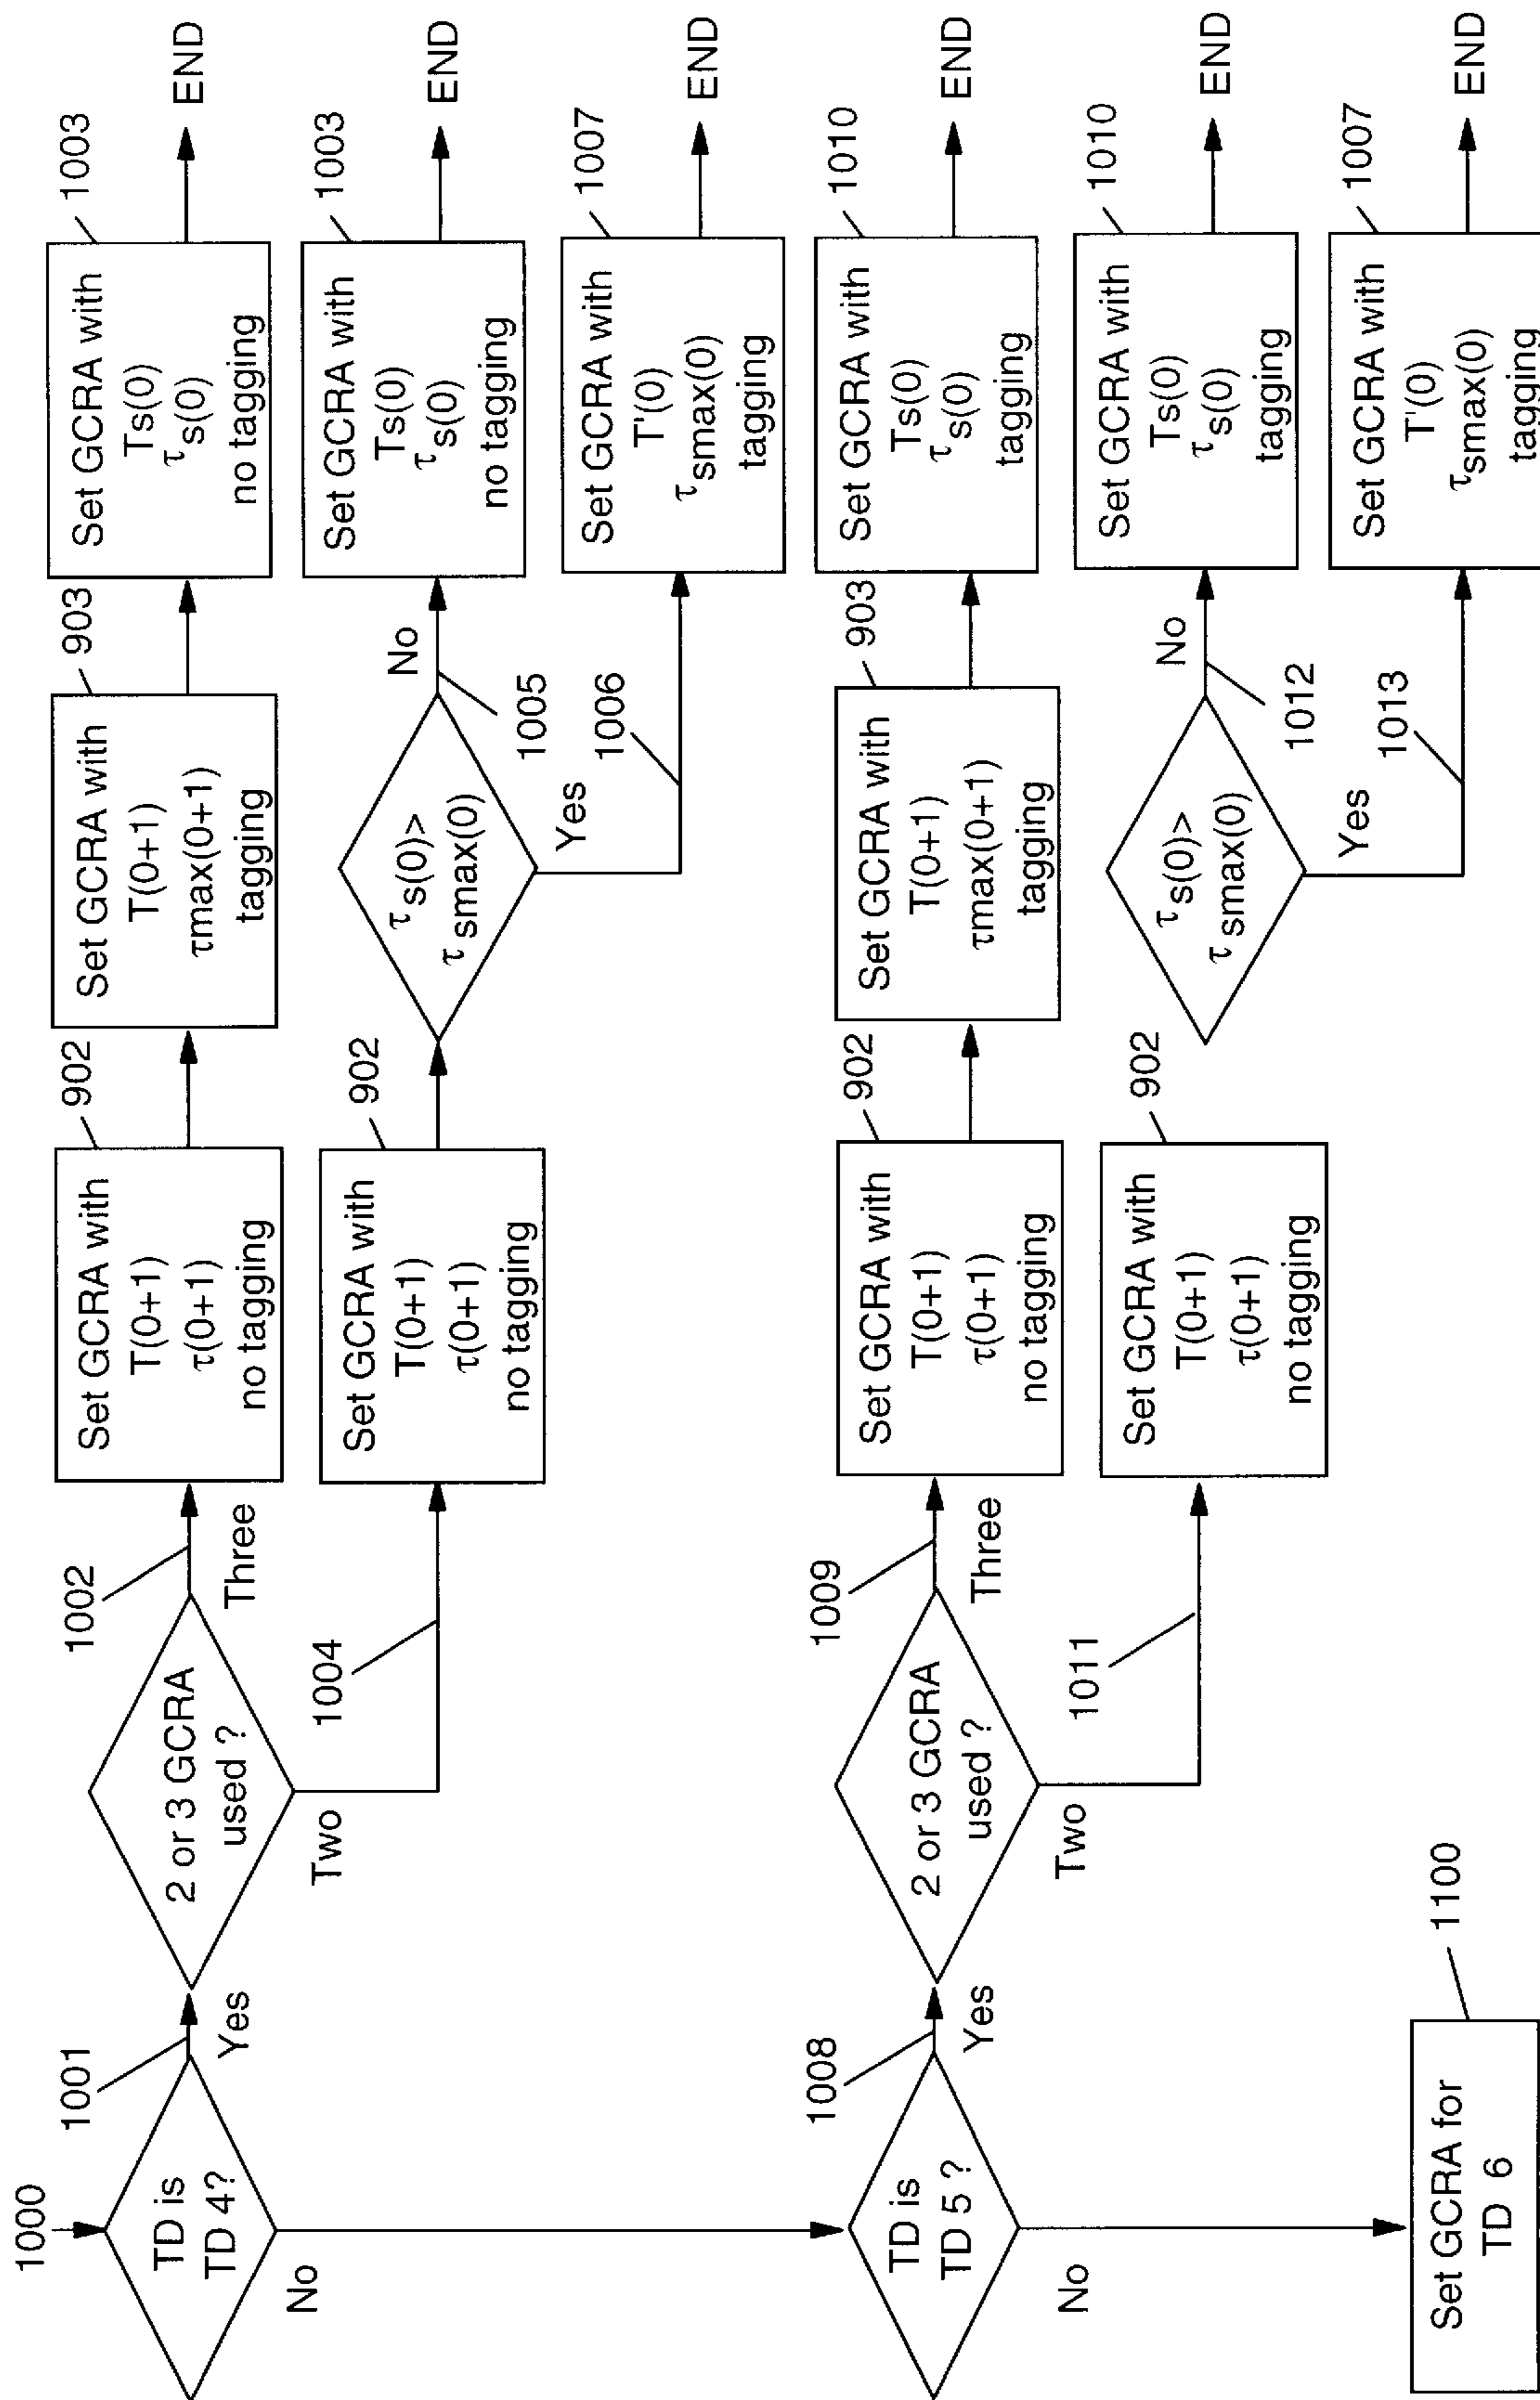 1000
TD is
TD 4?
1001
Yes
No
2 or 3 GCRA
used ?
1002
Three
Two
1004
902
Set GCRA with
T(0+1)
τ(0+1)
no tagging
903
Set GCRA with
T(0+1)
τmax(0+1)
tagging
1003
Set GCRA with
Ts(0)
τs(0)
no tagging
END
902
Set GCRA with
T(0+1)
τ(0+1)
no tagging
τs(0)>
τsmax(0)
No
1005
Yes
1006
1003
Set GCRA with
Ts(0)
τs(0)
no tagging
END
1007
Set GCRA with
T'(0)
τsmax(0)
tagging
END
TD is
TD 5 ?
1008
Yes
No
2 or 3 GCRA
used ?
1009
Three
Two
1011
902
Set GCRA with
T(0+1)
τ(0+1)
no tagging
903
Set GCRA with
T(0+1)
τmax(0+1)
tagging
1010
Set GCRA with
Ts(0)
τs(0)
tagging
END
902
Set GCRA with
T(0+1)
τ(0+1)
no tagging
τs(0)>
τsmax(0)
No
1012
Yes
1013
1010
Set GCRA with
Ts(0)
τs(0)
tagging
END
1007
Set GCRA with
T'(0)
τsmax(0)
tagging
END
1100
Set GCRA for
TD 6